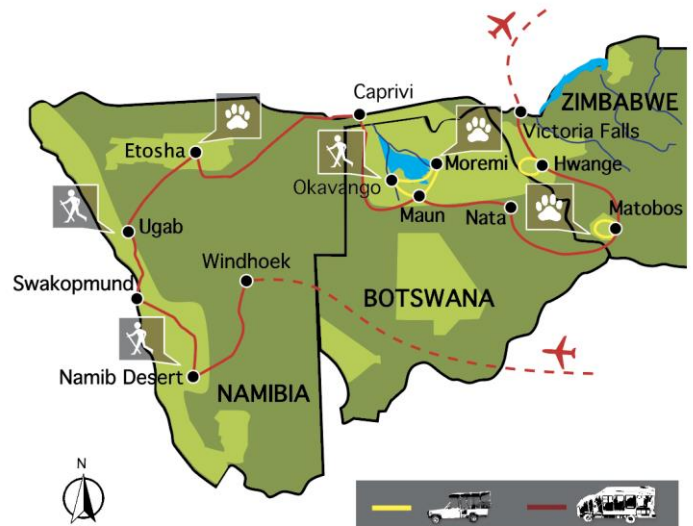 Caprivi
ZIMBABWE
Victoria Falls
Etosha
Moremi
Hwange
Okavango
Maun
Nata
Matobos
Ugab
Windhoek
Swakopmund
BOTSWANA
Namib Desert
NAMIBIA
N